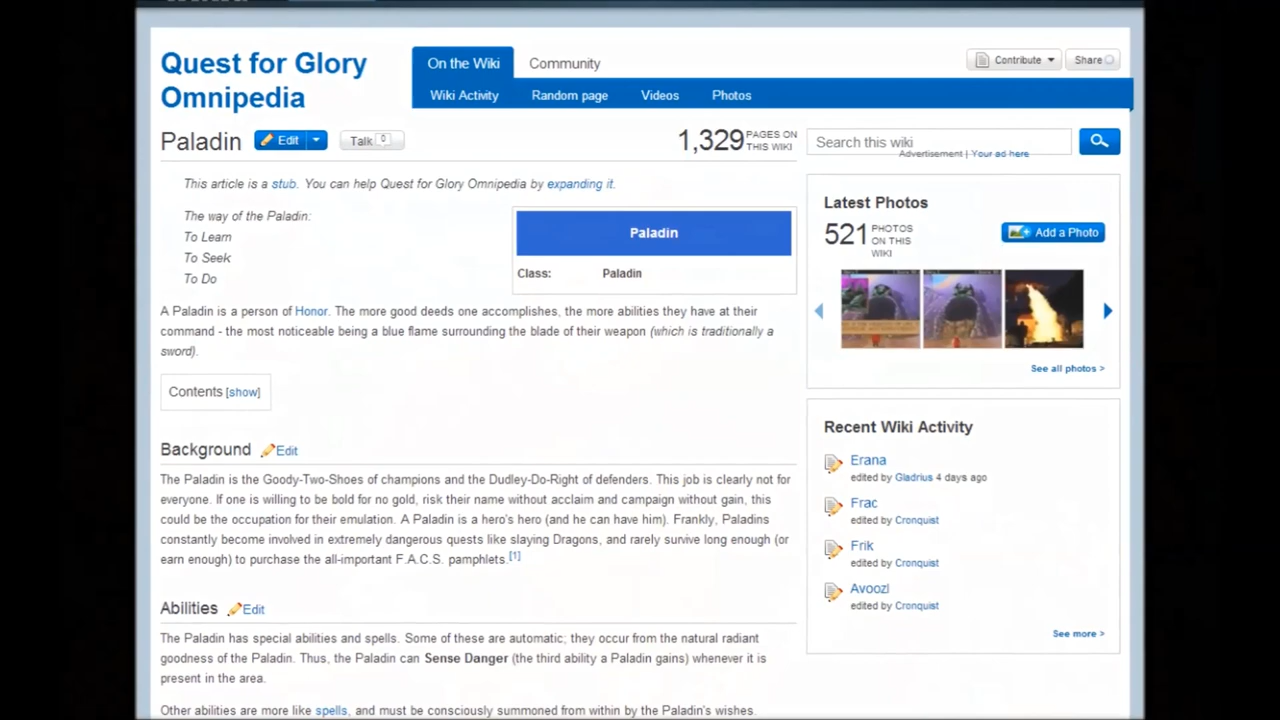 Quest for Glory
Omnipedia
On the Wiki
Community
Contribute
Share
Wiki Activity
Random page
Videos
Photos
Paladin
Edit
Talk 0
1,329 PAGES ON
THIS WIKI
Search this wiki
Advertisement | Your ad here
This article is a stub. You can help Quest for Glory Omnipedia by expanding it.
The way of the Paladin:
To Learn
To Seek
To Do
Paladin
Class: Paladin
A Paladin is a person of Honor. The more good deeds one accomplishes, the more abilities they have at their
command - the most noticeable being a blue flame surrounding the blade of their weapon (which is traditionally a
sword).
Contents [show]
Background Edit
The Paladin is the Goody-Two-Shoes of champions and the Dudley-Do-Right of defenders. This job is clearly not for
everyone. If one is willing to be bold for no gold, risk their name without acclaim and campaign without gain, this
could be the occupation for their emulation. A Paladin is a hero's hero (and he can have him). Frankly, Paladins
constantly become involved in extremely dangerous quests like slaying Dragons, and rarely survive long enough (or
earn enough) to purchase the all-important F.A.C.S. pamphlets.[1]
Abilities Edit
The Paladin has special abilities and spells. Some of these are automatic; they occur from the natural radiant
goodness of the Paladin. Thus, the Paladin can Sense Danger (the third ability a Paladin gains) whenever it is
present in the area.
Other abilities are more like spells, and must be consciously summoned from within by the Paladin's wishes.
Latest Photos
521 PHOTOS
ON THIS
WIKI
Add a Photo
See all photos >
Recent Wiki Activity
Erana
edited by Gladrius 4 days ago
Frac
edited by Cronquist
Frik
edited by Cronquist
Avoozl
edited by Cronquist
See more >